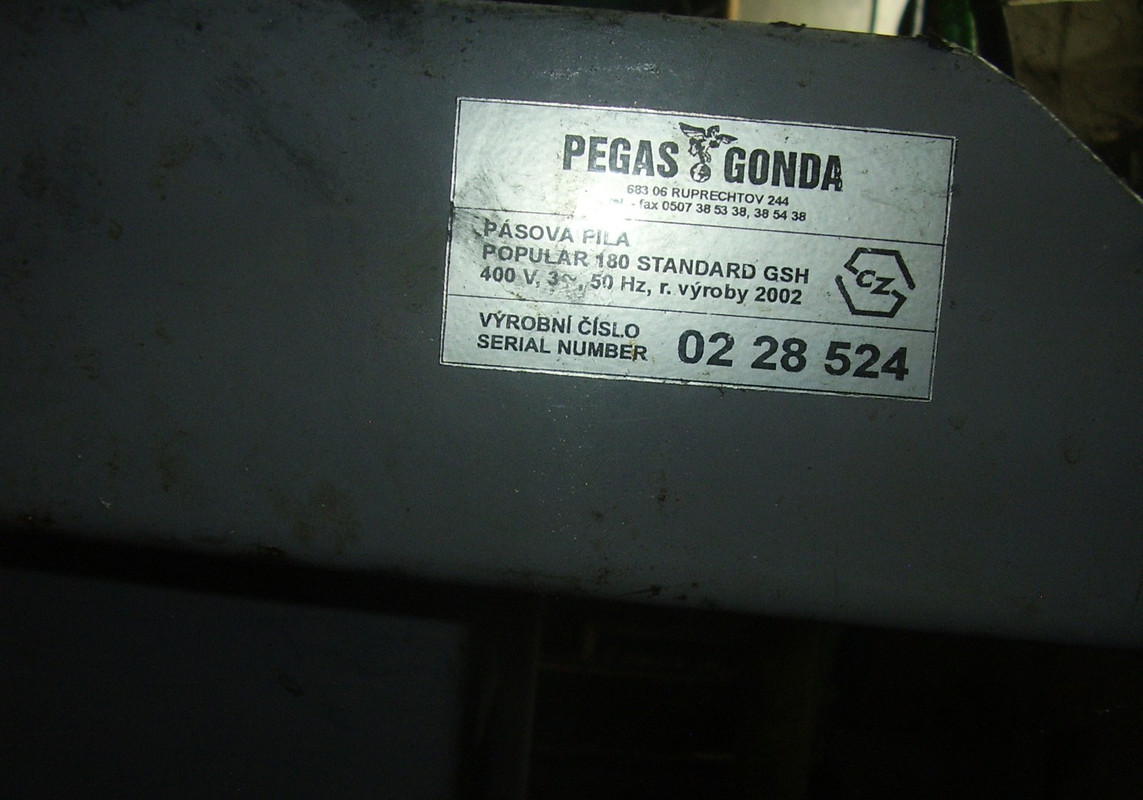 PEGAS GONDA
683 06 RUPRECHTOV 244
fax 0507 38 53 38, 38 54 38
PÁSOVÁ PILA
POPULAR 180 STANDARD GSH
400 V, 3~, 50 Hz, r. výroby 2002
CZ
VÝROBNÍ ČÍSLO
SERIAL NUMBER
02 28 524